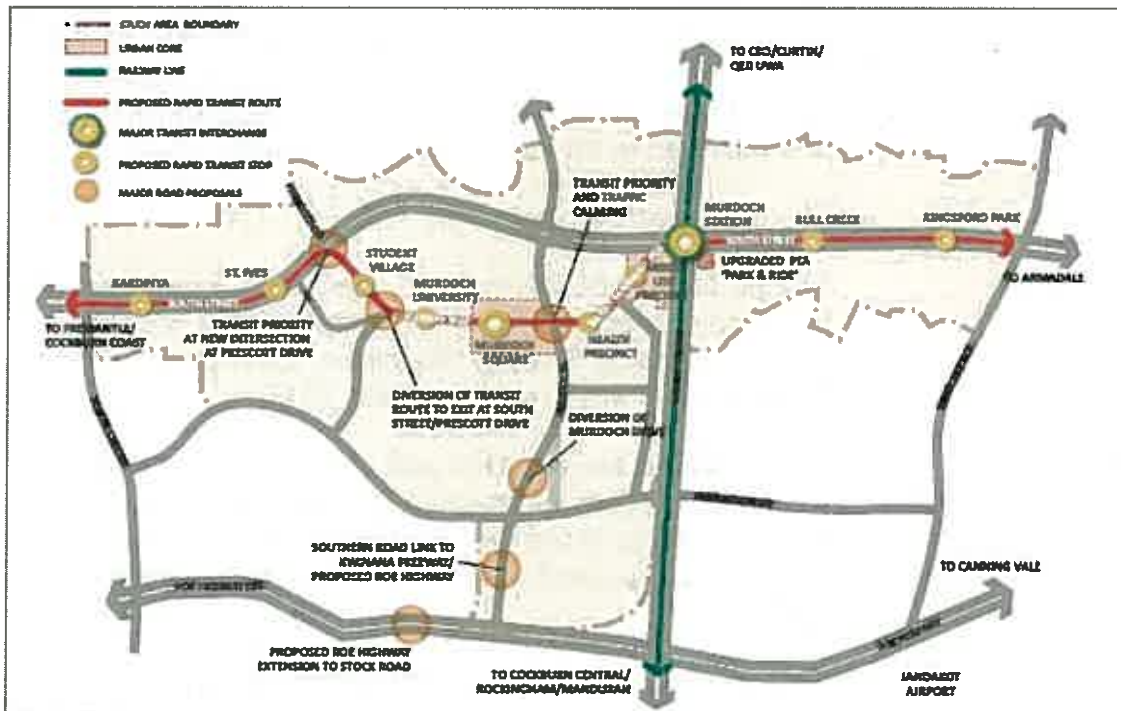 STUDY AREA BOUNDARY
URBAN CORE
RAILWAY LINE
PROPOSED RAPID TRANSIT ROUTE
MAJOR TRANSIT INTERCHANGE
PROPOSED RAPID TRANSIT STOP
MAJOR ROAD PROPOSALS
TO CBD/CURTIN/
QEII UWA
TRANSIT PRIORITY
AND TRAFFIC
CALMING
MURDOCH
STATION
BULL CREEK
KINGSFORD PARK
UPGRADED PTA
'PARK & RIDE'
TO ARMADALE
STUDENT
VILLAGE
ST. IVES
KARDINYA
MURDOCH
UNIVERSITY
MURDOCH
SQUARE
HEALTH
PRECINCT
TO FREMANTLE/
COCKBURN COAST
TRANSIT PRIORITY
AT NEW INTERSECTION
AT PRESCOTT DRIVE
DIVERSION OF TRANSIT
ROUTE TO EXIT AT SOUTH
STREET/PRESCOTT DRIVE
DIVERSION OF
MURDOCH DRIVE
SOUTHERN ROAD LINK TO
KWINANA FREEWAY/
PROPOSED ROE HIGHWAY
TO CANNING VALE
PROPOSED ROE HIGHWAY
EXTENSION TO STOCK ROAD
TO COCKBURN CENTRAL/
ROCKINGHAM/MANDURAH
JANDAKOT
AIRPORT